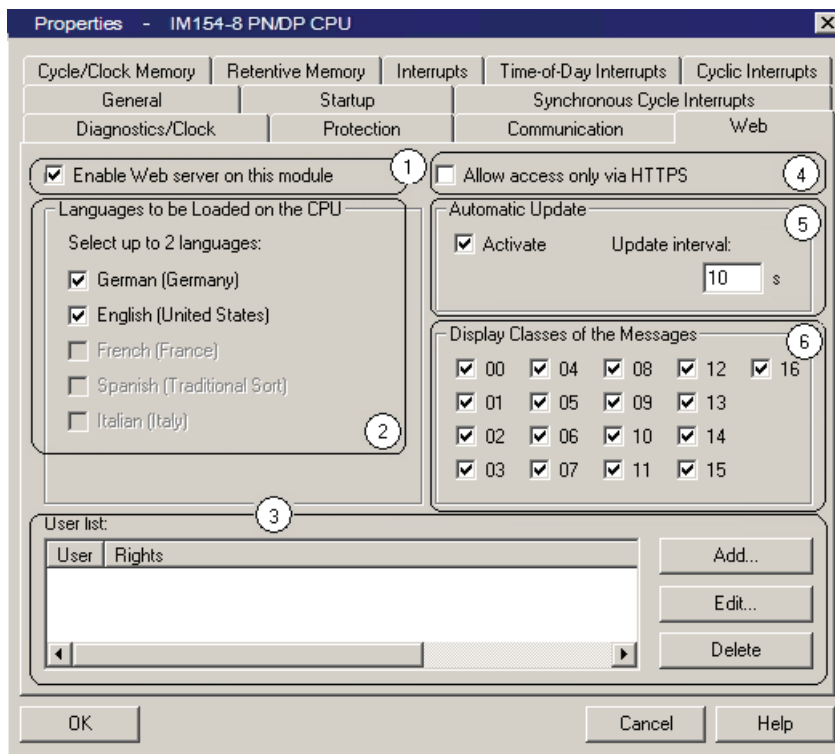 Properties - IM154-8 PN/DP CPU
Cycle/Clock Memory Retentive Memory Interrupts Time-of-Day Interrupts Cyclic Interrupts
General Startup Synchronous Cycle Interrupts
Diagnostics/Clock Protection Communication Web
Enable Web server on this module 1
Allow access only via HTTPS 4
Languages to be Loaded on the CPU
Select up to 2 languages:
German (Germany)
English (United States)
French (France)
Spanish (Traditional Sort)
Italian (Italy)
2
Automatic Update 5
Activate Update interval:
10 s
Display Classes of the Messages 6
00 04 08 12 16
01 05 09 13
02 06 10 14
03 07 11 15
3
User list:
User Rights
Add...
Edit...
Delete
OK Cancel Help